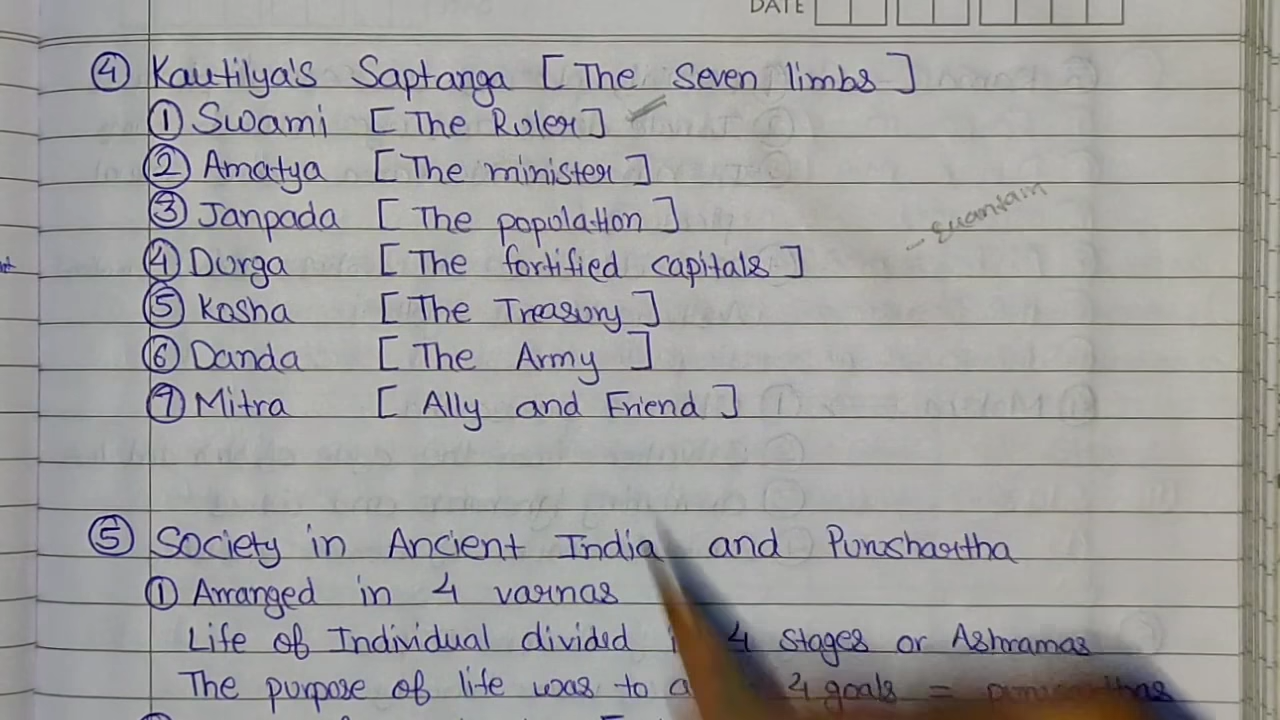 DATE
④ Kautilya's Saptanga [The Seven limbs]
① Swami [The Ruler]
② Amatya [The minister]
③ Janpada [The population]
④ Durga [The fortified capitals]
⑤ Kosha [The Treasury]
⑥ Danda [The Army]
⑦ Mitra [Ally and Friend]
⑤ Society in Ancient India and Purushartha
① Arranged in 4 varnas
Life of Individual divided 4 stages or Ashramas
The purpose of life was to 4 goals =